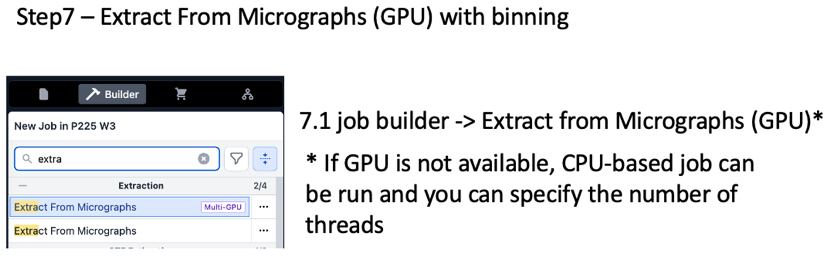 Step7 – Extract From Micrographs (GPU) with binning
Builder
New Job in P225 W3
extra
Extraction 2/4
Extract From Micrographs Multi-GPU
Extract From Micrographs
7.1 job builder -> Extract from Micrographs (GPU)*
* If GPU is not available, CPU-based job can
be run and you can specify the number of
threads